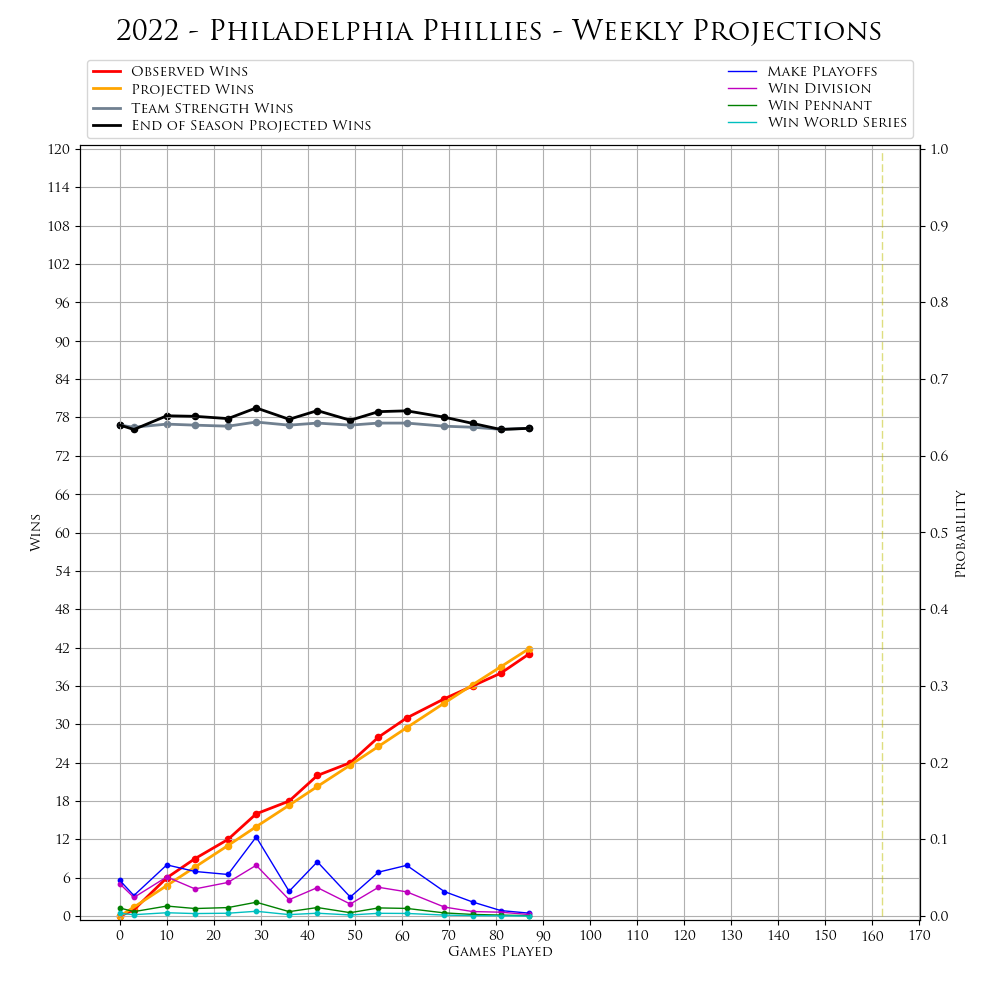 2022 - Philadelphia Phillies - Weekly Projections
Observed Wins
Projected Wins
Team Strength Wins
End of Season Projected Wins
Make Playoffs
Win Division
Win Pennant
Win World Series
120
114
108
102
96
90
84
78
72
66
60
54
48
42
36
30
24
18
12
6
0
Wins
1.0
0.9
0.8
0.7
0.6
0.5
0.4
0.3
0.2
0.1
0.0
Probability
0 10 20 30 40 50 60 70 80 90 100 110 120 130 140 150 160 170
Games Played